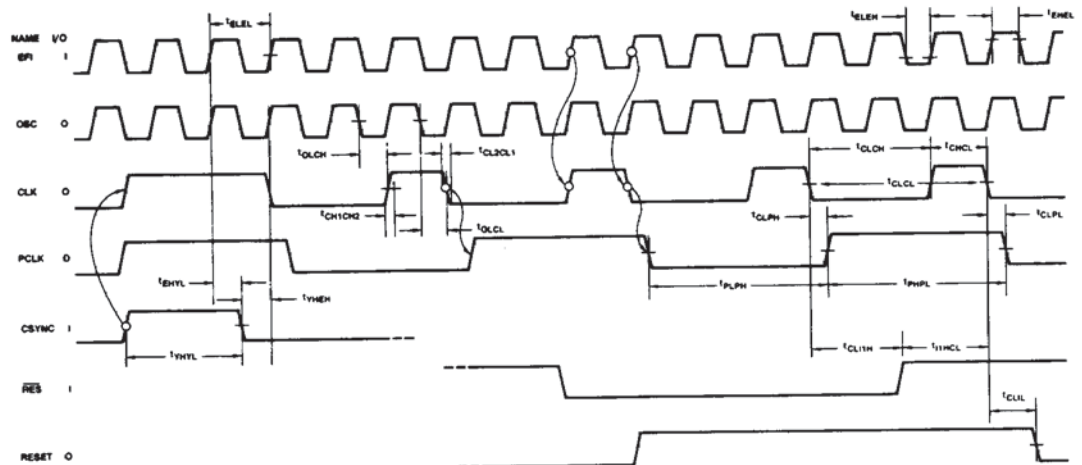 tELEL
tELEH
tEHEL
NAME I/O
EFI I
OSC O
tOLCH
tCL2CL1
tCLCH
tCHCL
CLK O
tCLCL
tCH1CH2
tOLCL
tCLPH
tCLPL
PCLK O
tEHYL
tYHEH
tPLPH
tPHPL
CSYNC I
tYHYL
tCLI1H
tI1HCL
RES I
tCLIL
RESET O